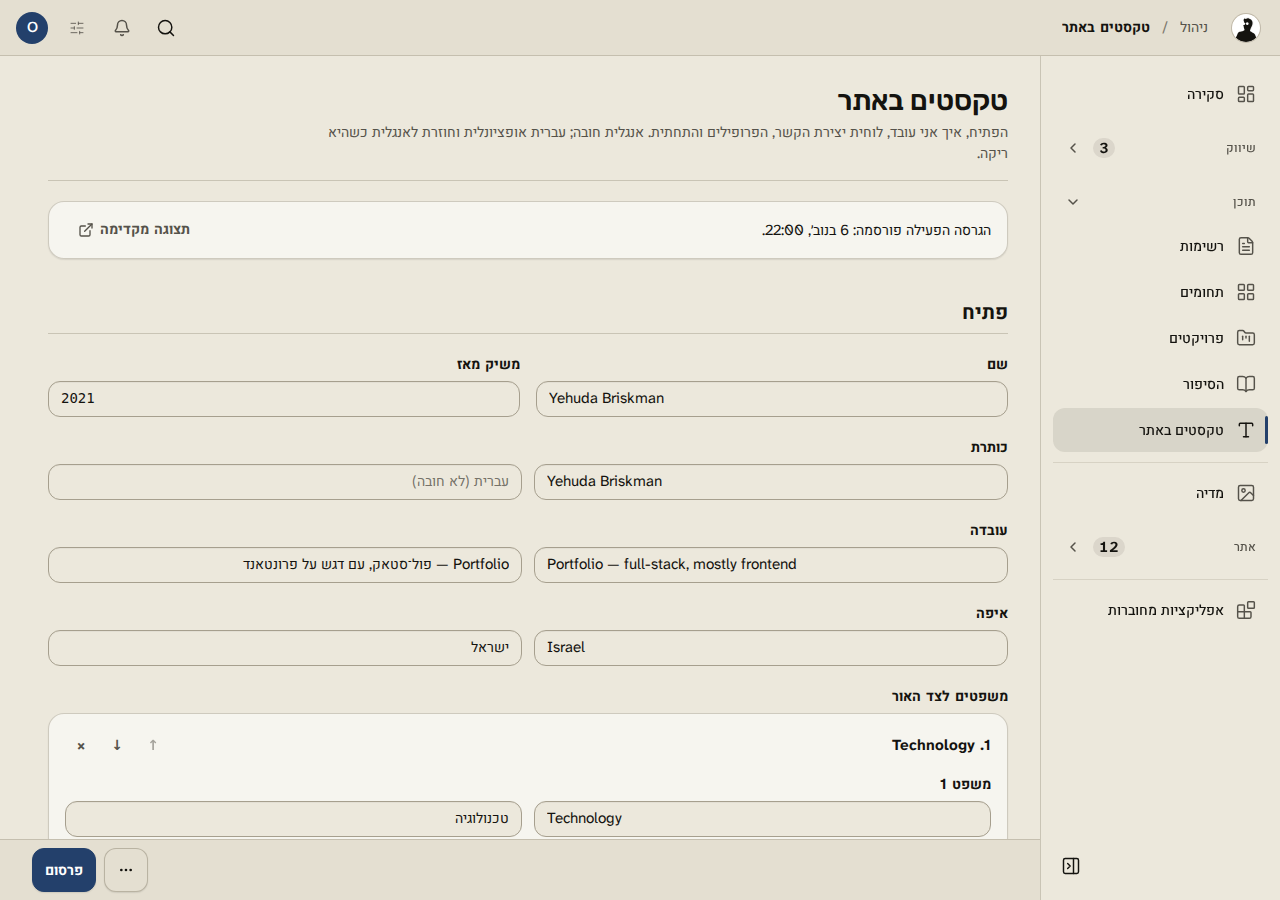 ניהול / טקסטים באתר
O
סקירה
שיווק 3
תוכן
רשימות
תחומים
פרויקטים
הסיפור
טקסטים באתר
מדיה
אתר 12
אפליקציות מחוברות
טקסטים באתר
הפתיח, איך אני עובד, לוחית יצירת הקשר, הפרופילים והתחתית. אנגלית חובה; עברית אופציונלית וחוזרת לאנגלית כשהיא
ריקה.
הגרסה הפעילה פורסמה: 6 בנוב׳, 22:00.
תצוגה מקדימה
פתיח
שם
משיק מאז
Yehuda Briskman
2021
כותרת
Yehuda Briskman
עברית (לא חובה)
עובדה
Portfolio — full-stack, mostly frontend
Portfolio — פול־סטאק, עם דגש על פרונטאנד
איפה
Israel
ישראל
משפטים לצד האור
1. Technology
↑ ↓ ×
משפט 1
Technology
טכנולוגיה
···
פרסום